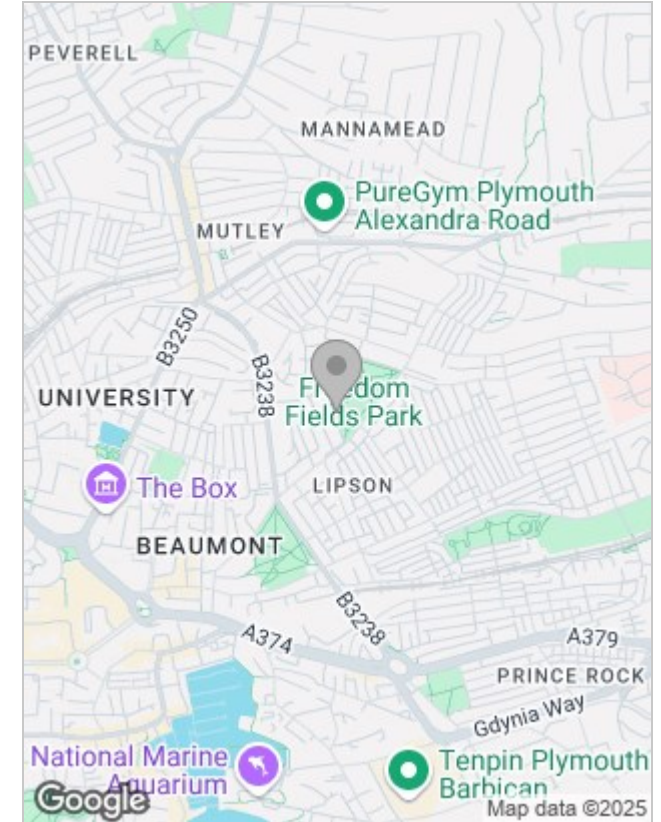 PEVERELL
MANNAMEAD
PureGym Plymouth
Alexandra Road
MUTLEY
B3250
B3238
UNIVERSITY
Freedom
Fields Park
The Box
LIPSON
BEAUMONT
B3238
A374
A379
PRINCE ROCK
Gdynia Way
National Marine
Aquarium
Tenpin Plymouth
Barbican
Google
Map data ©2025